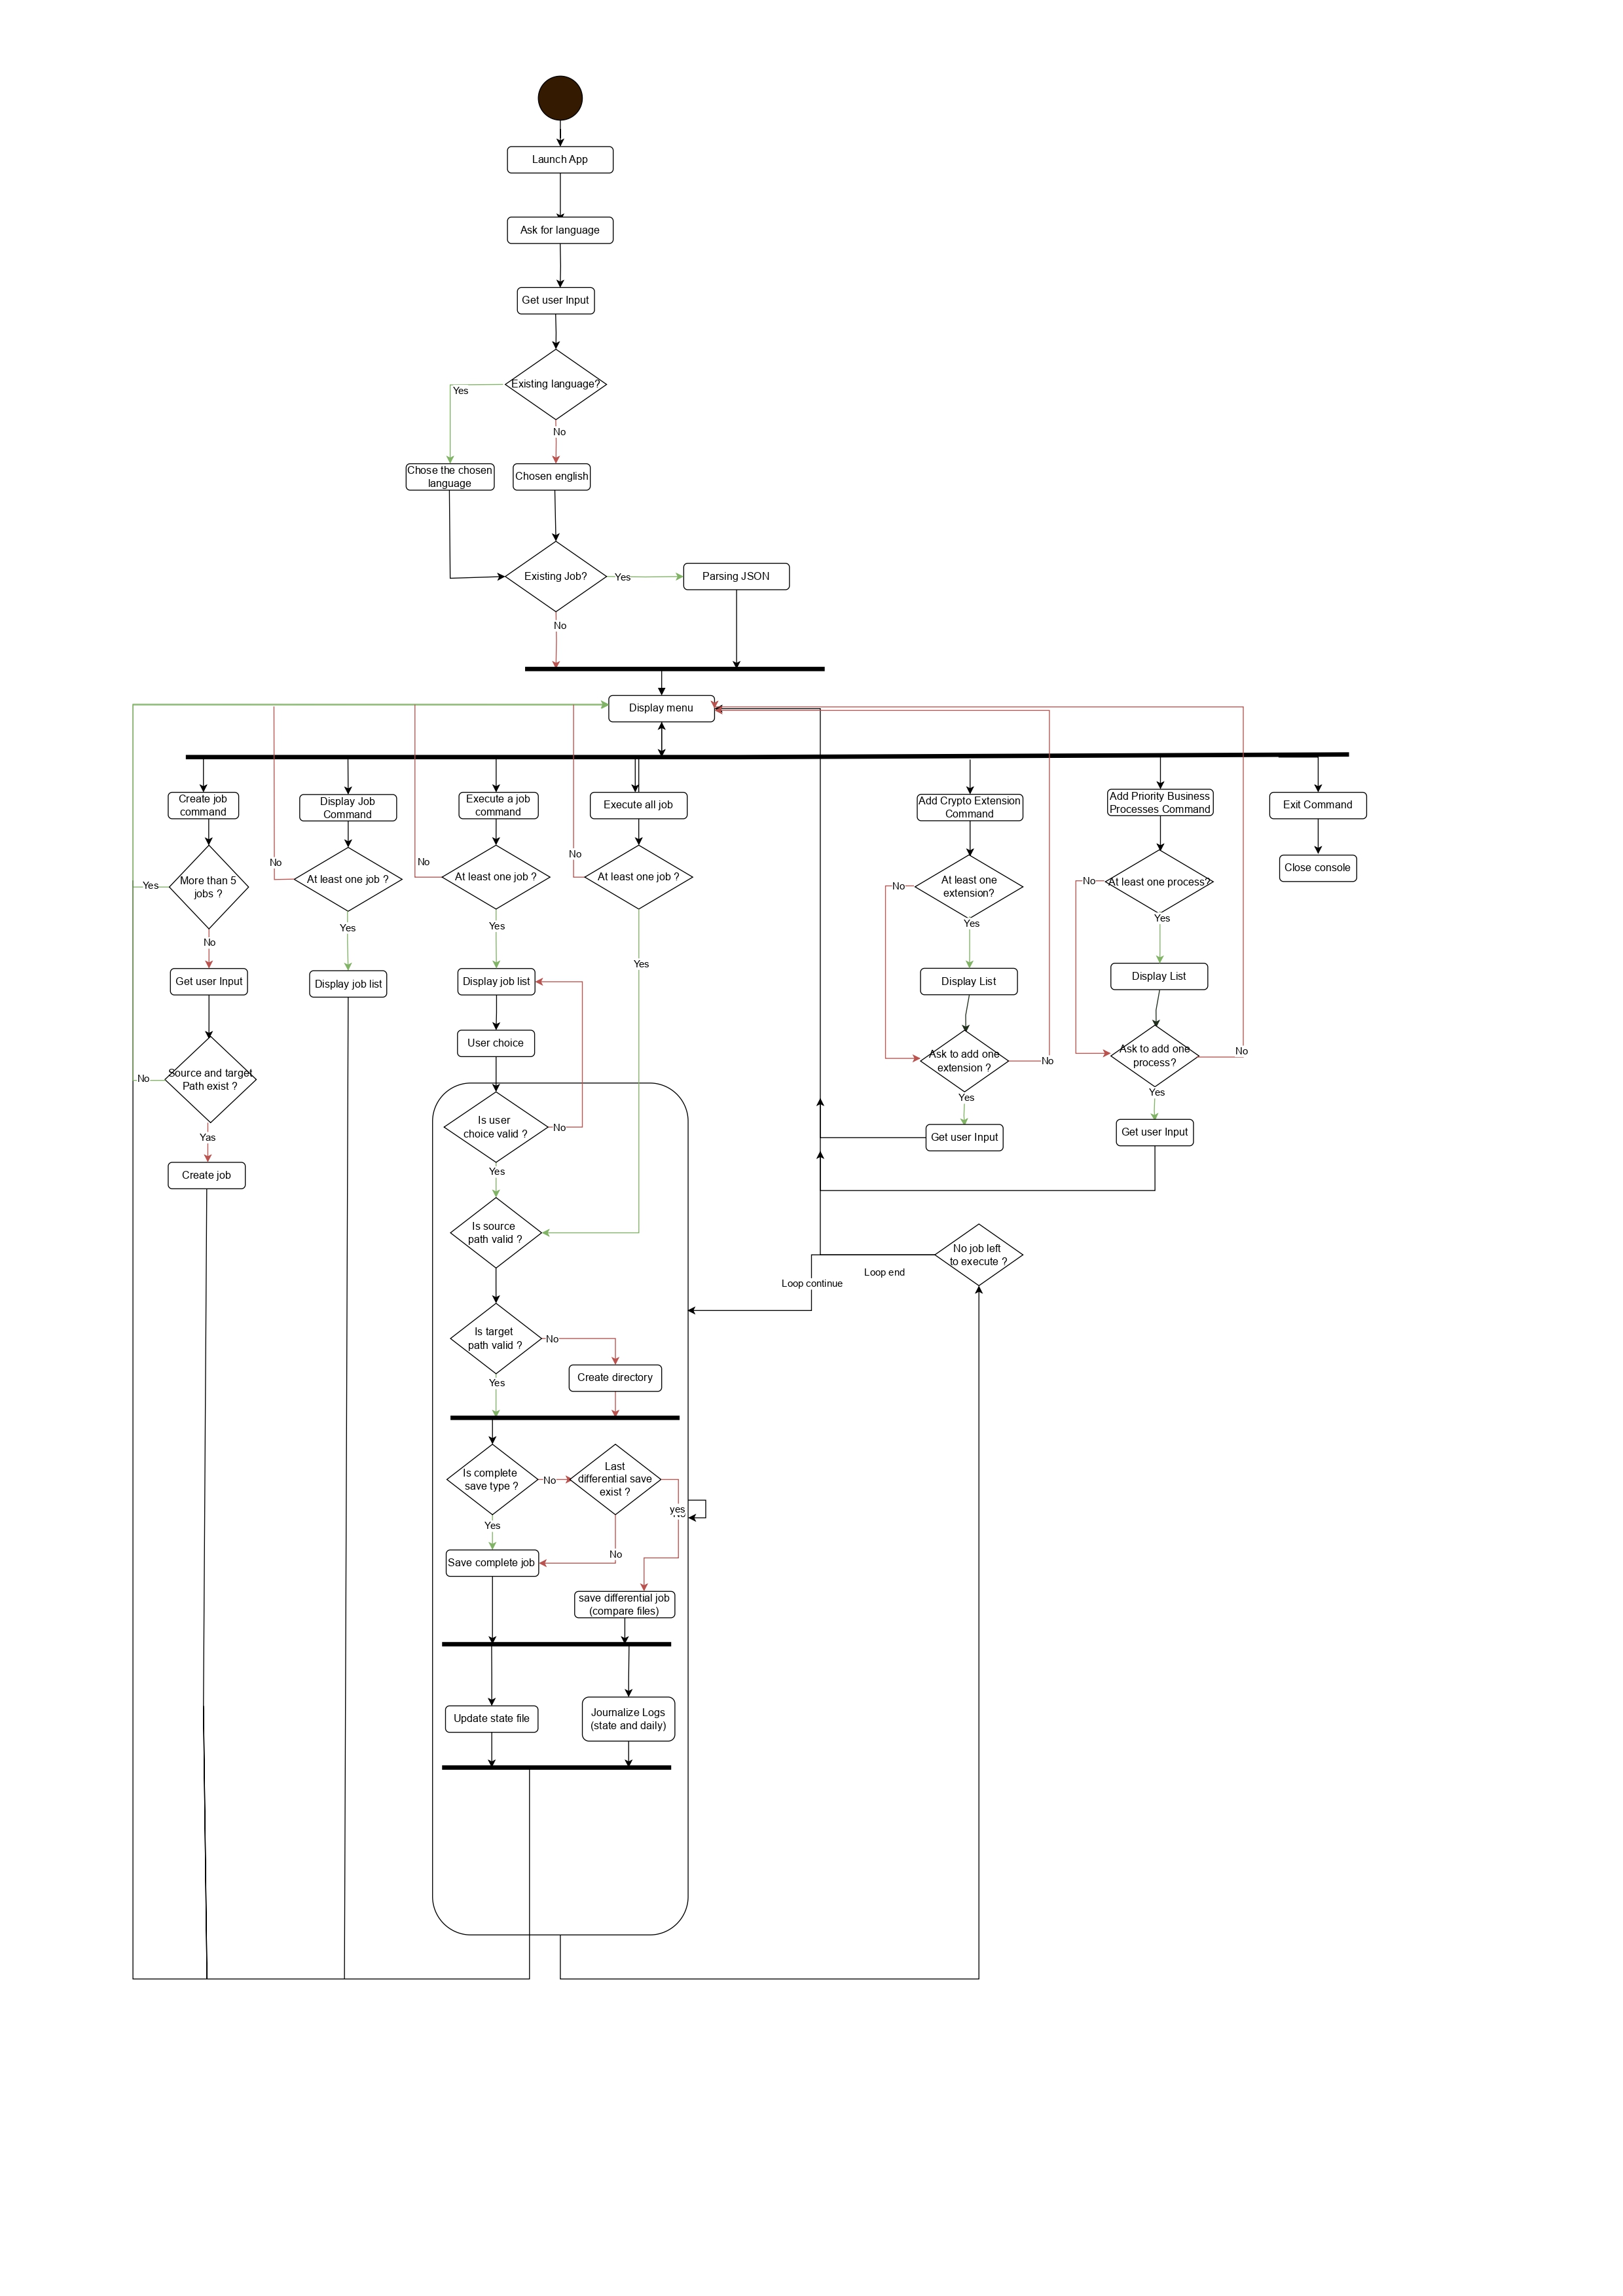 Launch App
Ask for language
Get user Input
Existing language?
Yes
No
Chose the chosen
language
Chosen english
Existing Job?
Yes
Parsing JSON
No
Display menu
Create job
command
Display Job
Command
Execute a job
command
Execute all job
Add Crypto Extension
Command
Add Priority Business
Processes Command
Exit Command
More than 5
jobs ?
Yes
No
At least one job ?
No
At least one job ?
No
At least one job ?
No
At least one
extension?
No
At least one process?
No
Close console
Yes
Yes
Yes
Yes
Yes
Get user Input
Display job list
Display job list
Display List
Display List
User choice
Source and target
Path exist ?
No
Yas
Create job
Ask to add one
extension ?
No
Yes
Get user Input
Ask to add one
process?
No
Yes
Get user Input
Is user
choice valid ?
No
Yes
Is source
path valid ?
No job left
to execute ?
Loop end
Loop continue
Is target
path valid ?
No
Yes
Create directory
Is complete
save type ?
No
Last
differential save
exist ?
yes
No
Yes
No
Save complete job
save differential job
(compare files)
Update state file
Journalize Logs
(state and daily)